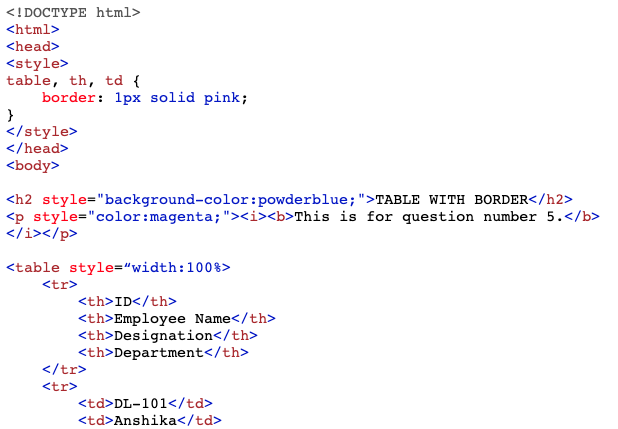 <!DOCTYPE html>
<html>
<head>
<style>
table, th, td {
    border: 1px solid pink;
}
</style>
</head>
<body>

<h2 style="background-color:powderblue;">TABLE WITH BORDER</h2>
<p style="color:magenta;"><i><b>This is for question number 5.</b>
</i></p>

<table style=“width:100%>
    <tr>
        <th>ID</th>
        <th>Employee Name</th>
        <th>Designation</th>
        <th>Department</th>
    </tr>
    <tr>
        <td>DL-101</td>
        <td>Anshika</td>